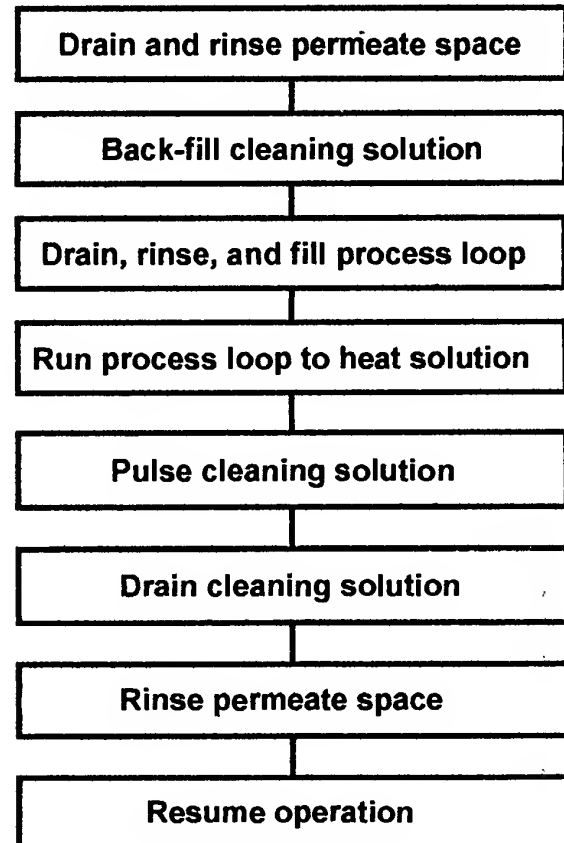 Drain and rinse permeate space
Back-fill cleaning solution
Drain, rinse, and fill process loop
Run process loop to heat solution
Pulse cleaning solution
Drain cleaning solution
Rinse permeate space
Resume operation